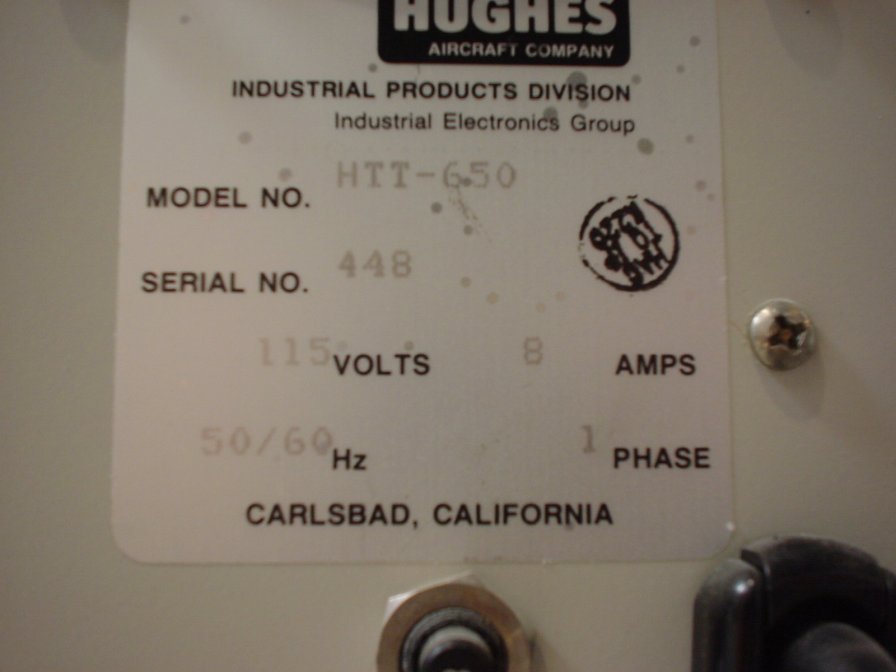 HUGHES
AIRCRAFT COMPANY
INDUSTRIAL PRODUCTS DIVISION
Industrial Electronics Group
MODEL NO. HTT-650
SERIAL NO. 448
115 VOLTS 8 AMPS
50/60 Hz 1 PHASE
CARLSBAD, CALIFORNIA